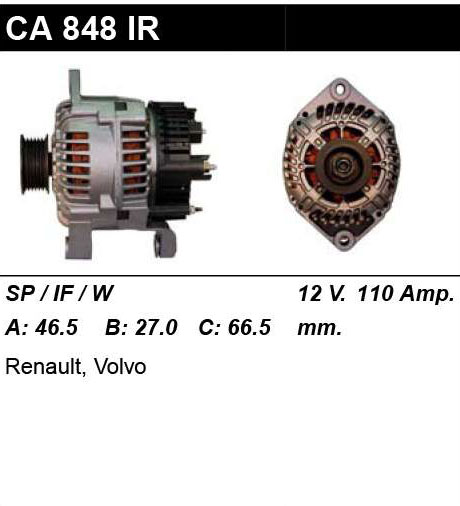 CA 848 IR
SP / IF / W 12 V. 110 Amp.
A: 46.5 B: 27.0 C: 66.5 mm.
Renault, Volvo